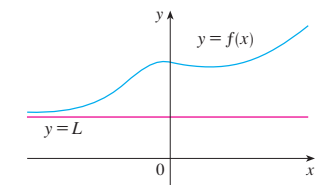 y
y = f(x)
y = L
0
x